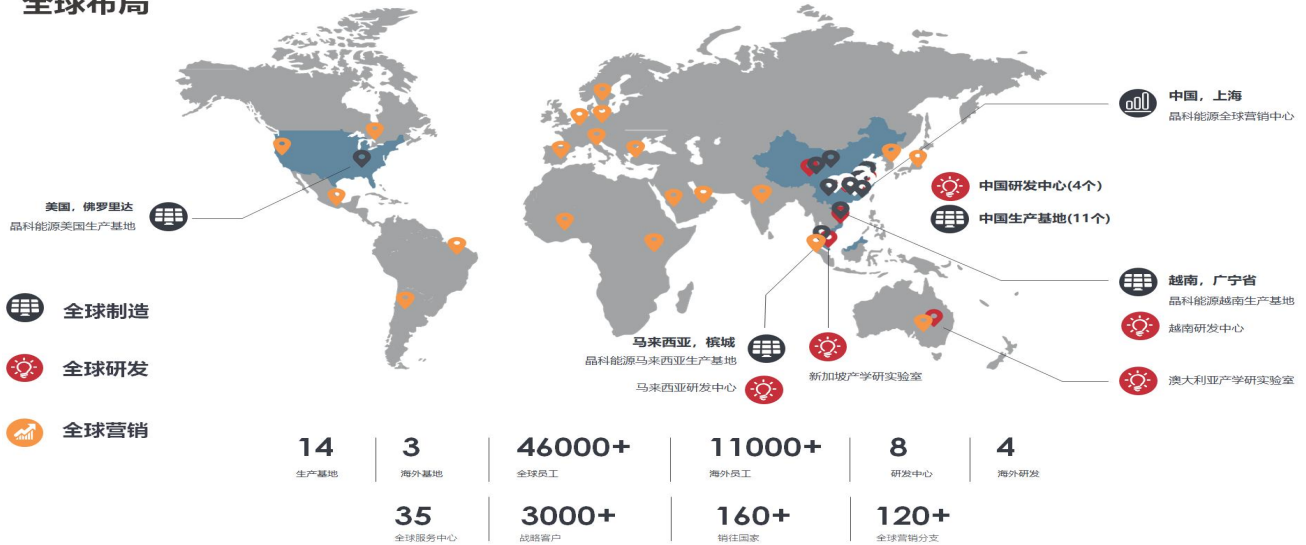 全球布局
中国，上海
晶科能源全球营销中心
中国研发中心(4个)
中国生产基地(11个)
美国，佛罗里达
晶科能源美国生产基地
越南，广宁省
晶科能源越南生产基地
越南研发中心
全球制造
全球研发
全球营销
马来西亚，槟城
晶科能源马来西亚生产基地
马来西亚研发中心
新加坡产学研实验室
澳大利亚产学研实验室
14
生产基地
3
海外基地
46000+
全球员工
11000+
海外员工
8
研发中心
4
海外研发
35
全球服务中心
3000+
战略客户
160+
销往国家
120+
全球营销分支